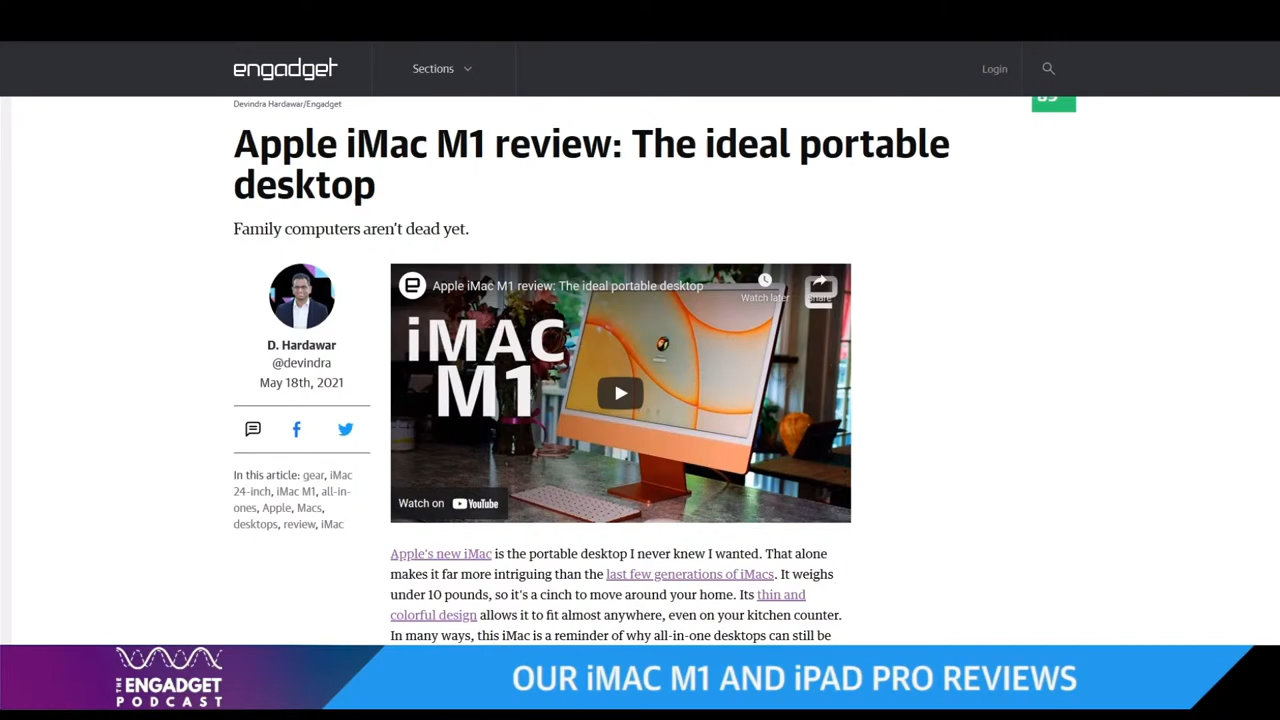 engadget
Sections
Login
Devindra Hardawar/Engadget
Apple iMac M1 review: The ideal portable
desktop
Family computers aren't dead yet.
D. Hardawar
@devindra
May 18th, 2021
In this article: gear, iMac
24-inch, iMac M1, all-in-
ones, Apple, Macs,
desktops, review, iMac
Apple iMac M1 review: The ideal portable desktop
Watch later
Share
iMAC
M1
Watch on YouTube
Apple's new iMac is the portable desktop I never knew I wanted. That alone
makes it far more intriguing than the last few generations of iMacs. It weighs
under 10 pounds, so it's a cinch to move around your home. Its thin and
colorful design allows it to fit almost anywhere, even on your kitchen counter.
In many ways, this iMac is a reminder of why all-in-one desktops can still be
THE ENGADGET
PODCAST
OUR iMAC M1 AND iPAD PRO REVIEWS